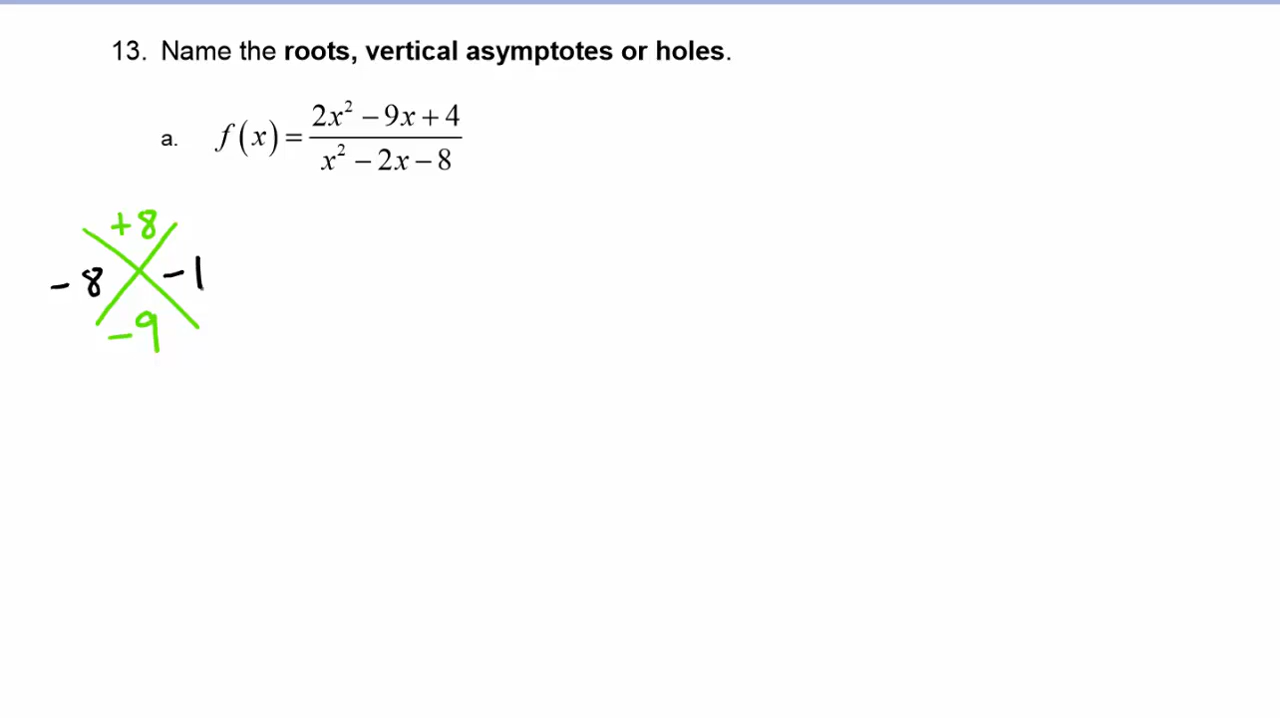 13. Name the roots, vertical asymptotes or holes.
a. f(x) = (2x² − 9x + 4)/(x² − 2x − 8)
+8
−8 −1
−9